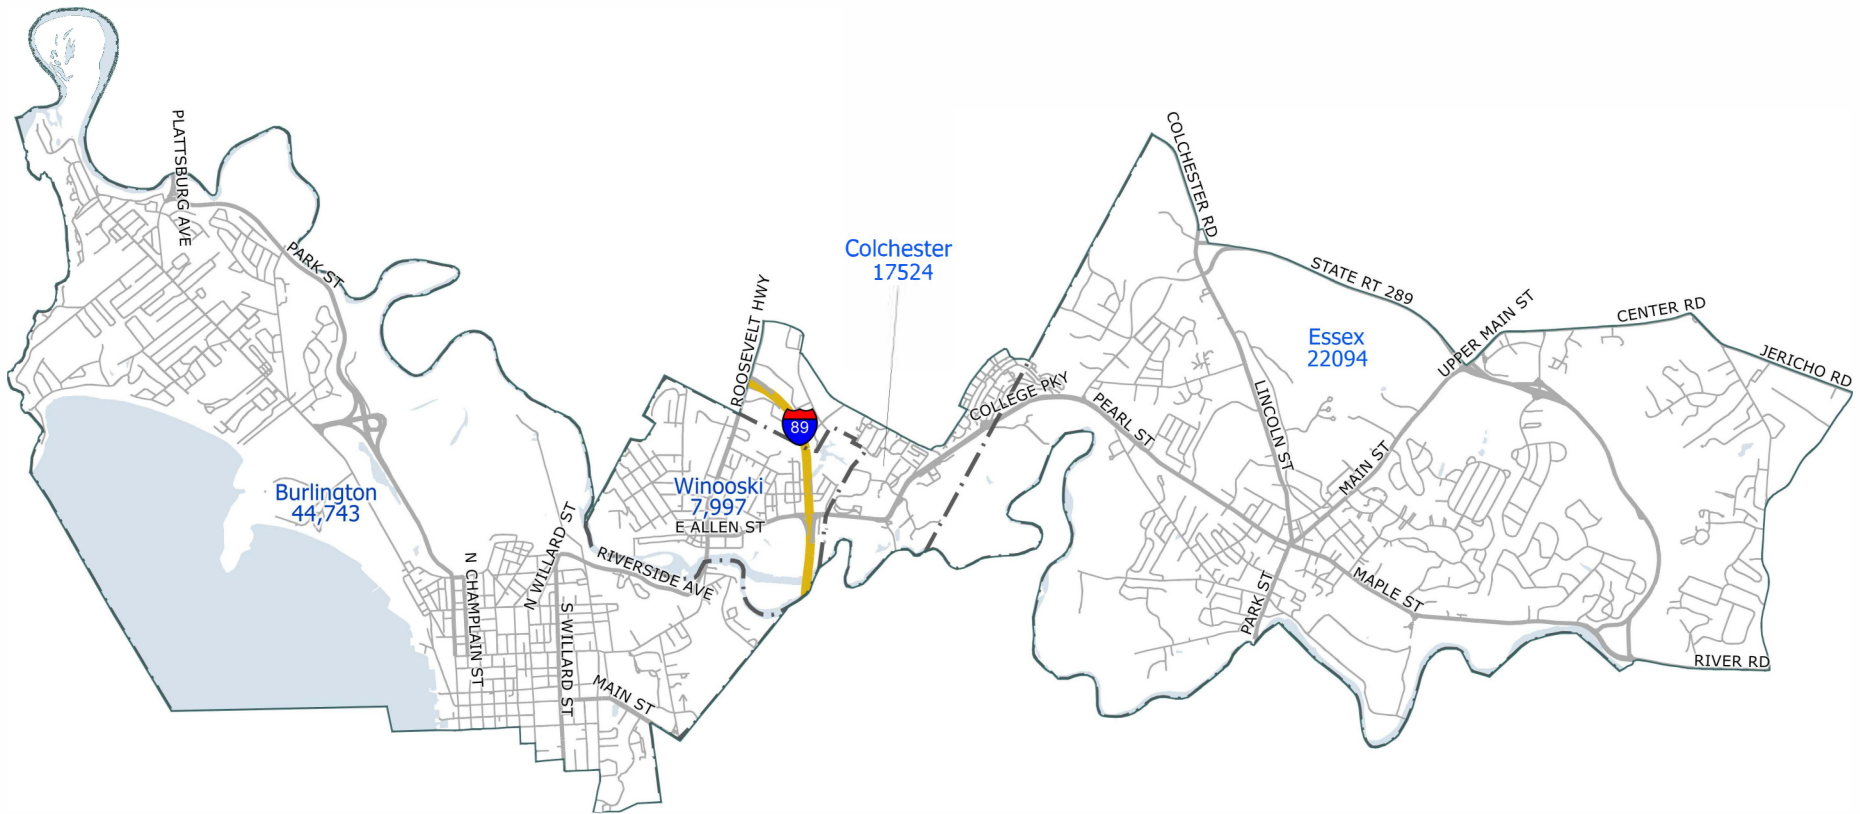 PLATTSBURG AVE
PARK ST
Burlington
44,743
N CHAMPLAIN ST
N WILLARD ST
S WILLARD ST
RIVERSIDE AVE
MAIN ST
ROOSEVELT HWY
89
Winooski
7,997
E ALLEN ST
Colchester
17524
COLLEGE PKY
PEARL ST
COLCHESTER RD
STATE RT 289
Essex
22094
LINCOLN ST
MAIN ST
UPPER MAIN ST
CENTER RD
JERICHO RD
PARK ST
MAPLE ST
RIVER RD